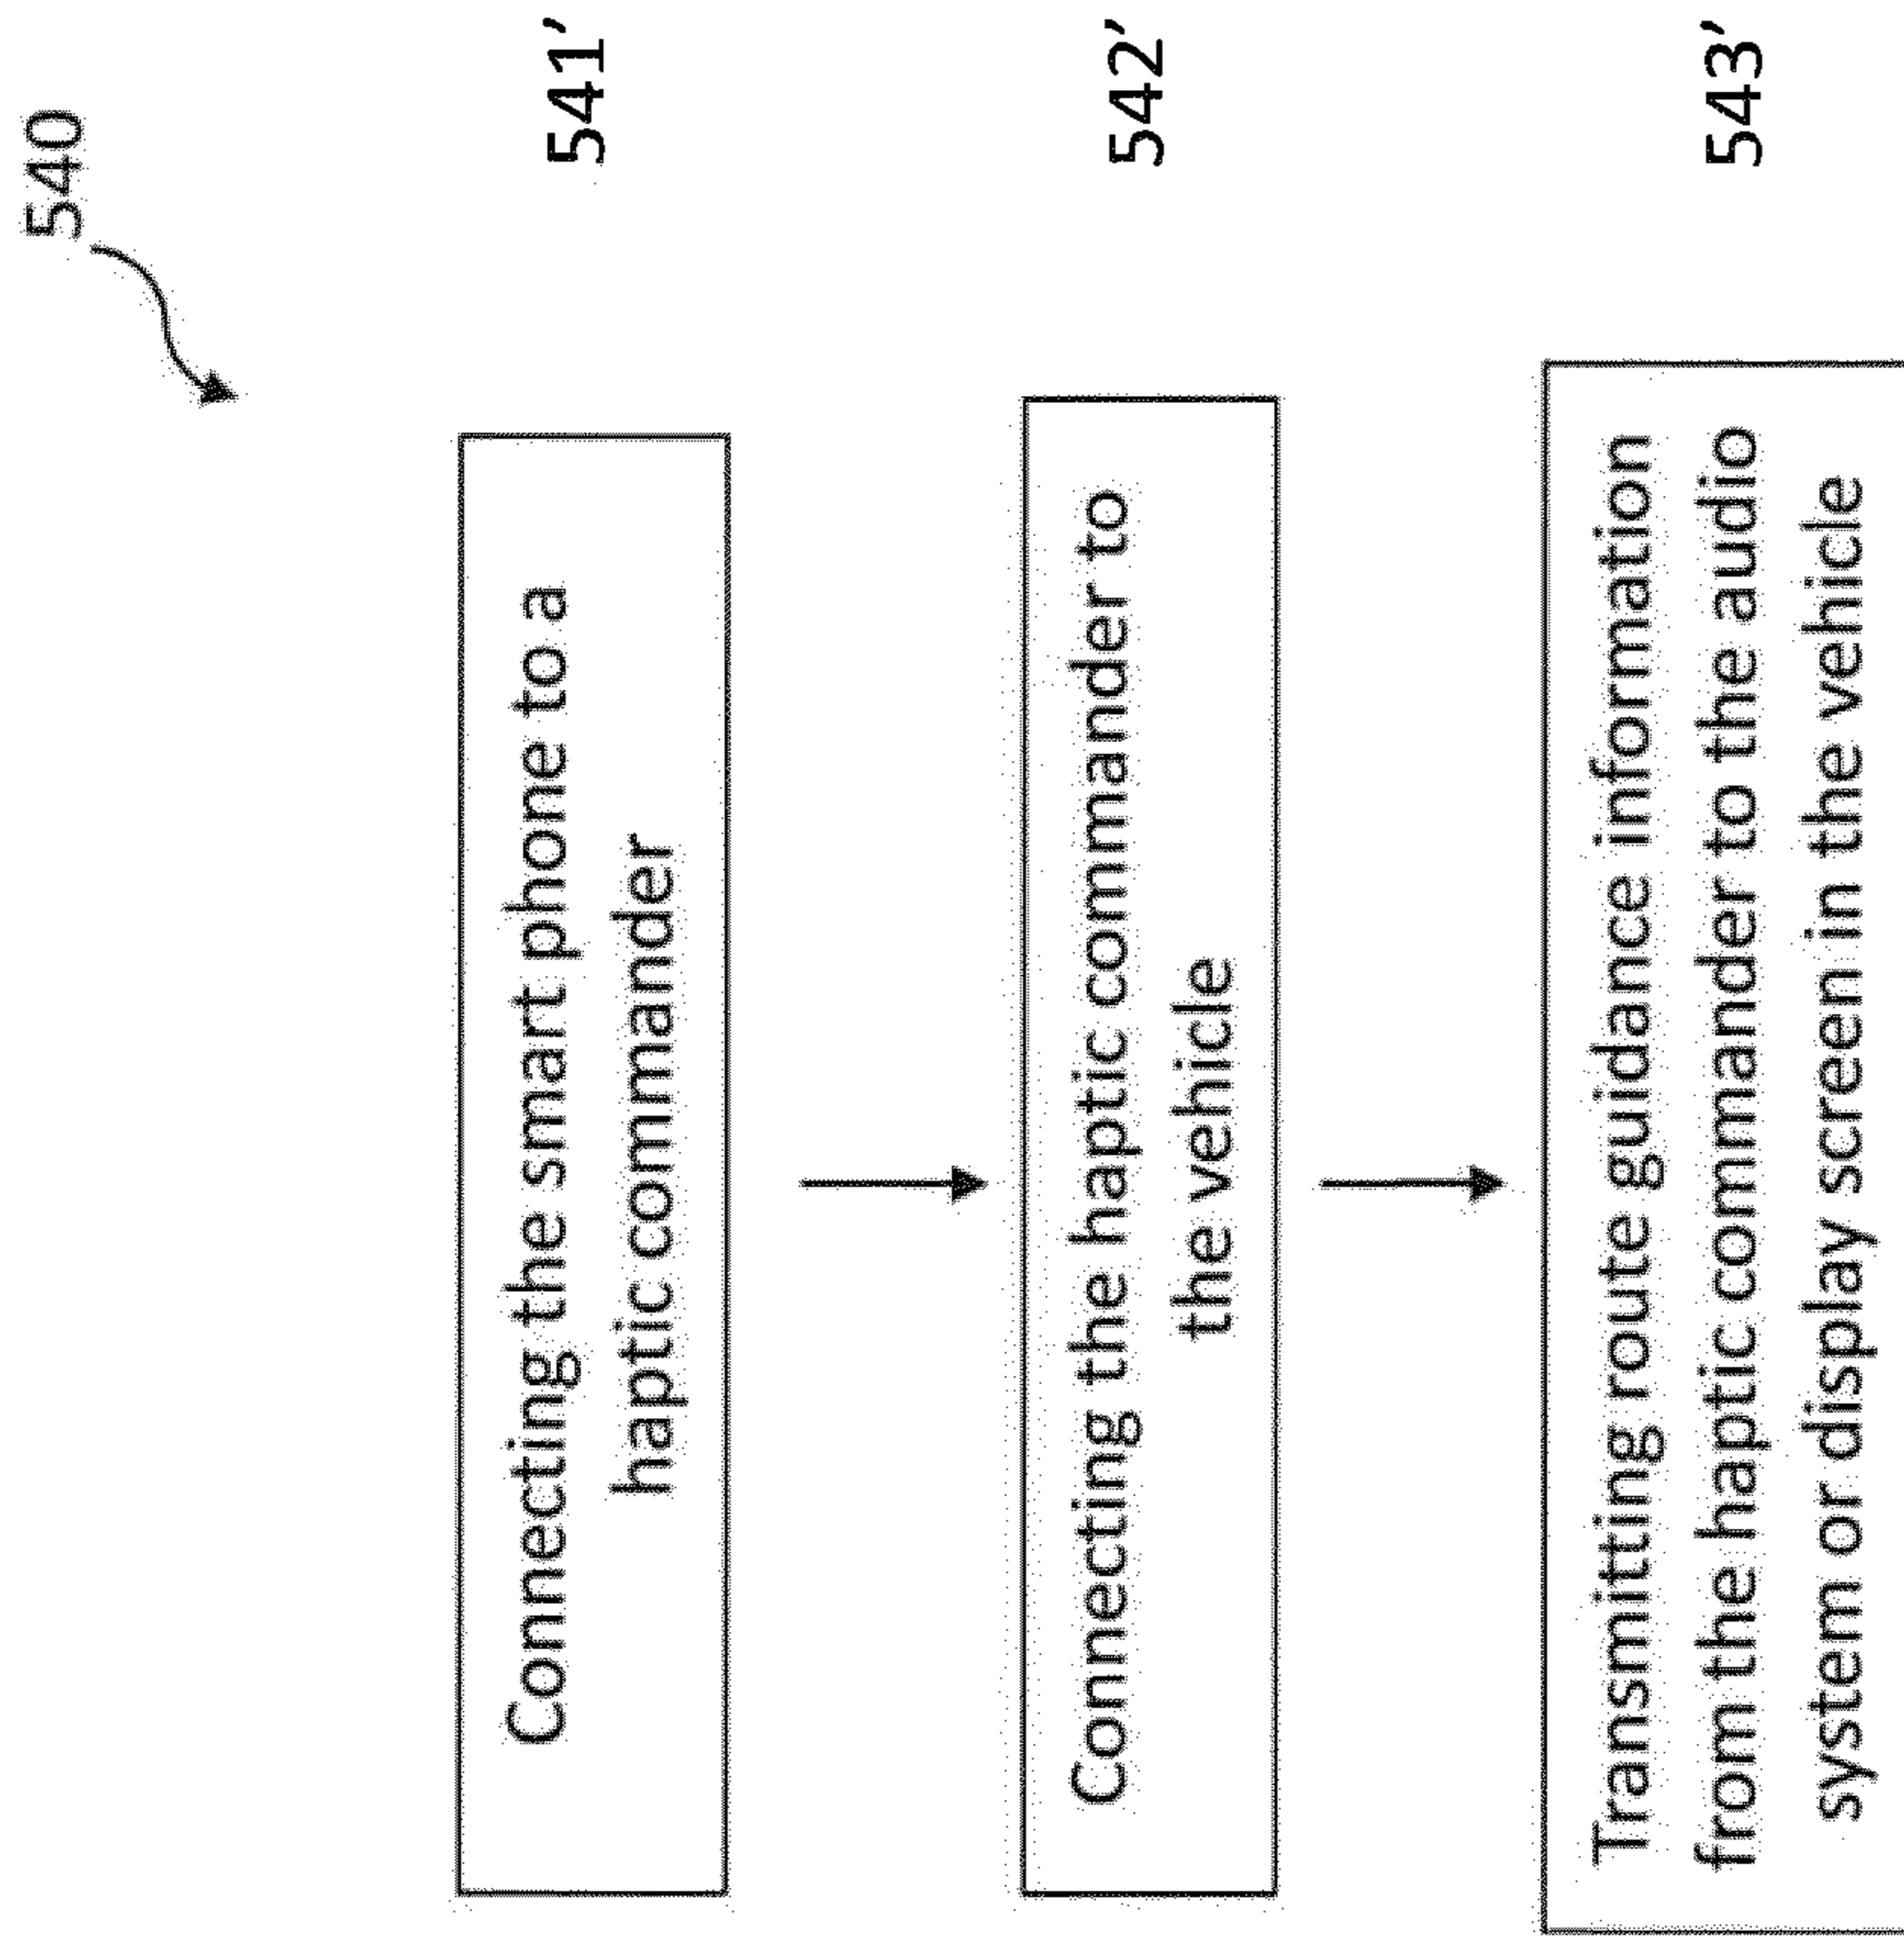 540
Connecting the smart phone to a
haptic commander
541'
Connecting the haptic commander to
the vehicle
542'
Transmitting route guidance information
from the haptic commander to the audio
system or display screen in the vehicle
543'